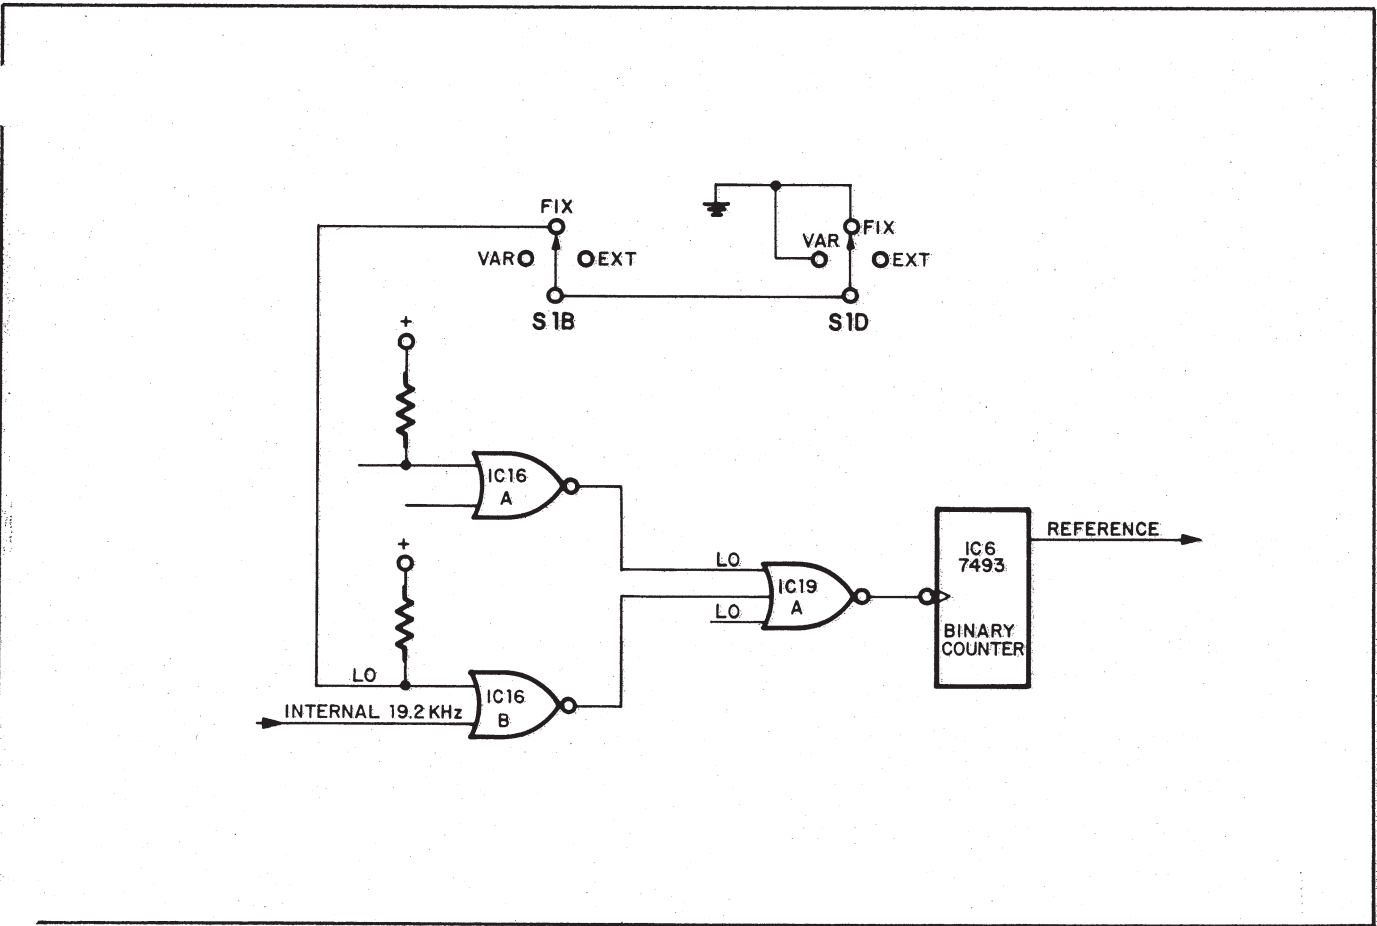 FIX
VAR
EXT
S1B
VAR
FIX
EXT
S1D
+
IC16
A
+
LO
INTERNAL 19.2 KHz
IC16
B
LO
LO
IC19
A
IC6
7493
BINARY
COUNTER
REFERENCE